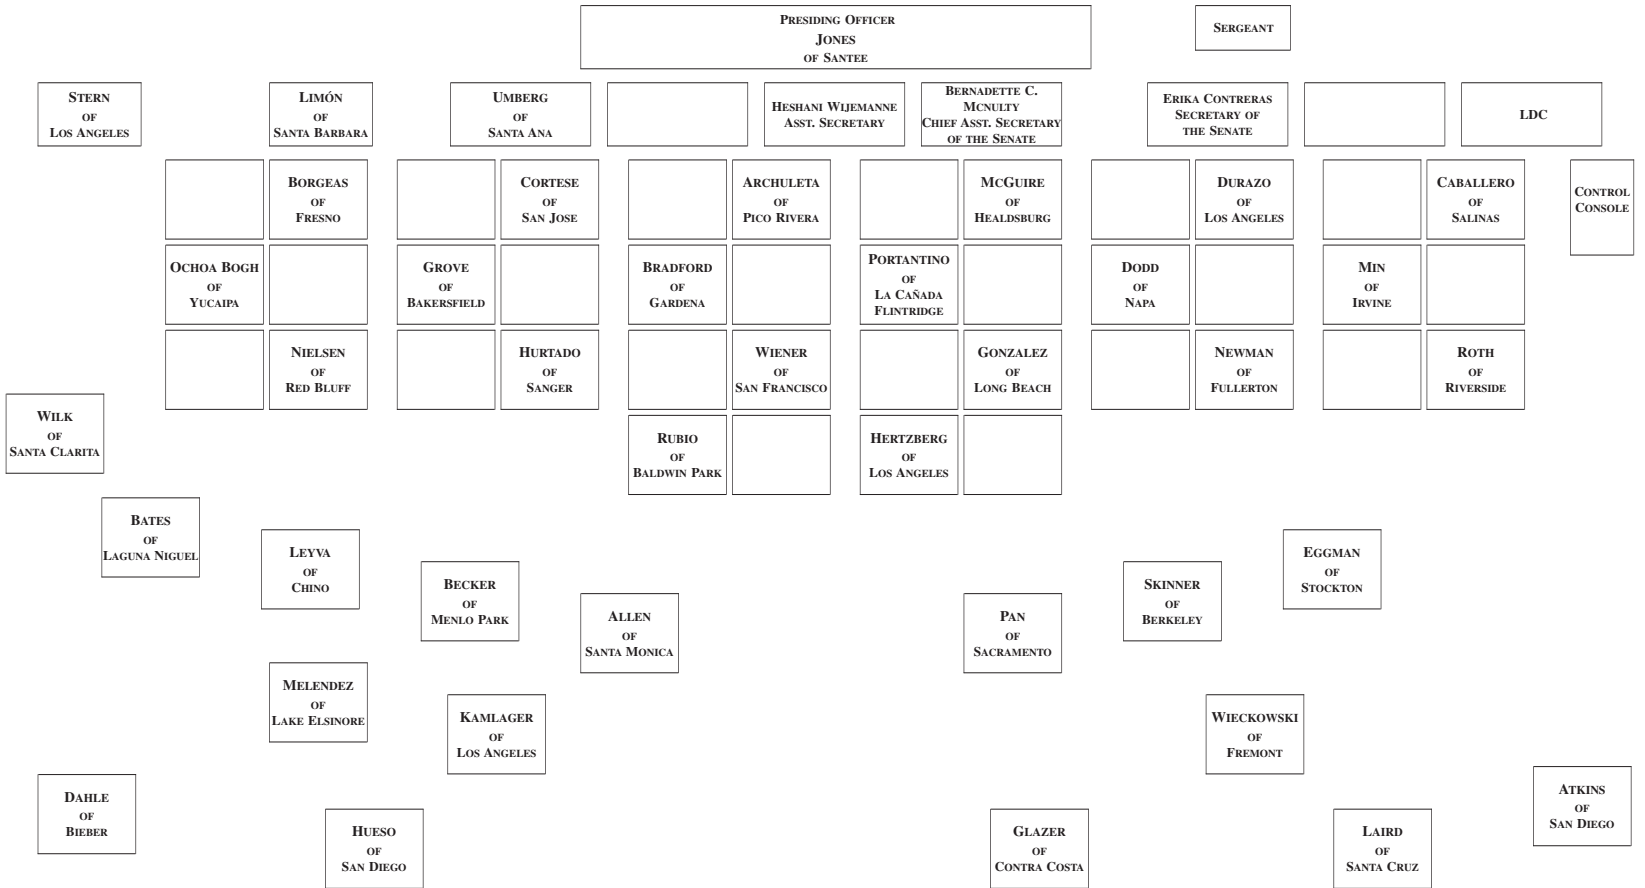 PRESIDING OFFICER
JONES
OF SANTEE
SERGEANT
STERN
OF
LOS ANGELES
LIMÓN
OF
SANTA BARBARA
UMBERG
OF
SANTA ANA
HESHANI WIJEMANNE
ASST. SECRETARY
BERNADETTE C.
MCNULTY
CHIEF ASST. SECRETARY
OF THE SENATE
ERIKA CONTRERAS
SECRETARY OF
THE SENATE
LDC
BORGEAS
OF
FRESNO
CORTESE
OF
SAN JOSE
ARCHULETA
OF
PICO RIVERA
MCGUIRE
OF
HEALDSBURG
DURAZO
OF
LOS ANGELES
CABALLERO
OF
SALINAS
CONTROL
CONSOLE
OCHOA BOGH
OF
YUCAIPA
GROVE
OF
BAKERSFIELD
BRADFORD
OF
GARDENA
PORTANTINO
OF
LA CAÑADA
FLINTRIDGE
DODD
OF
NAPA
MIN
OF
IRVINE
NIELSEN
OF
RED BLUFF
HURTADO
OF
SANGER
WIENER
OF
SAN FRANCISCO
GONZALEZ
OF
LONG BEACH
NEWMAN
OF
FULLERTON
ROTH
OF
RIVERSIDE
WILK
OF
SANTA CLARITA
RUBIO
OF
BALDWIN PARK
HERTZBERG
OF
LOS ANGELES
BATES
OF
LAGUNA NIGUEL
LEYVA
OF
CHINO
BECKER
OF
MENLO PARK
ALLEN
OF
SANTA MONICA
PAN
OF
SACRAMENTO
SKINNER
OF
BERKELEY
EGGMAN
OF
STOCKTON
MELENDEZ
OF
LAKE ELSINORE
KAMLAGER
OF
LOS ANGELES
WIECKOWSKI
OF
FREMONT
DAHLE
OF
BIEBER
HUESO
OF
SAN DIEGO
GLAZER
OF
CONTRA COSTA
LAIRD
OF
SANTA CRUZ
ATKINS
OF
SAN DIEGO